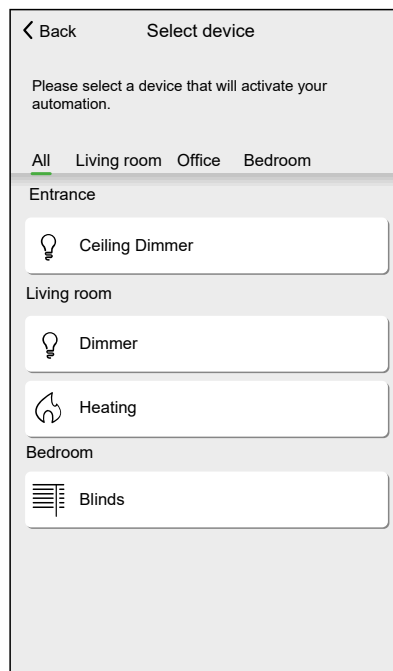 Back Select device
Please select a device that will activate your
automation.
All Living room Office Bedroom
Entrance
Ceiling Dimmer
Living room
Dimmer
Heating
Bedroom
Blinds